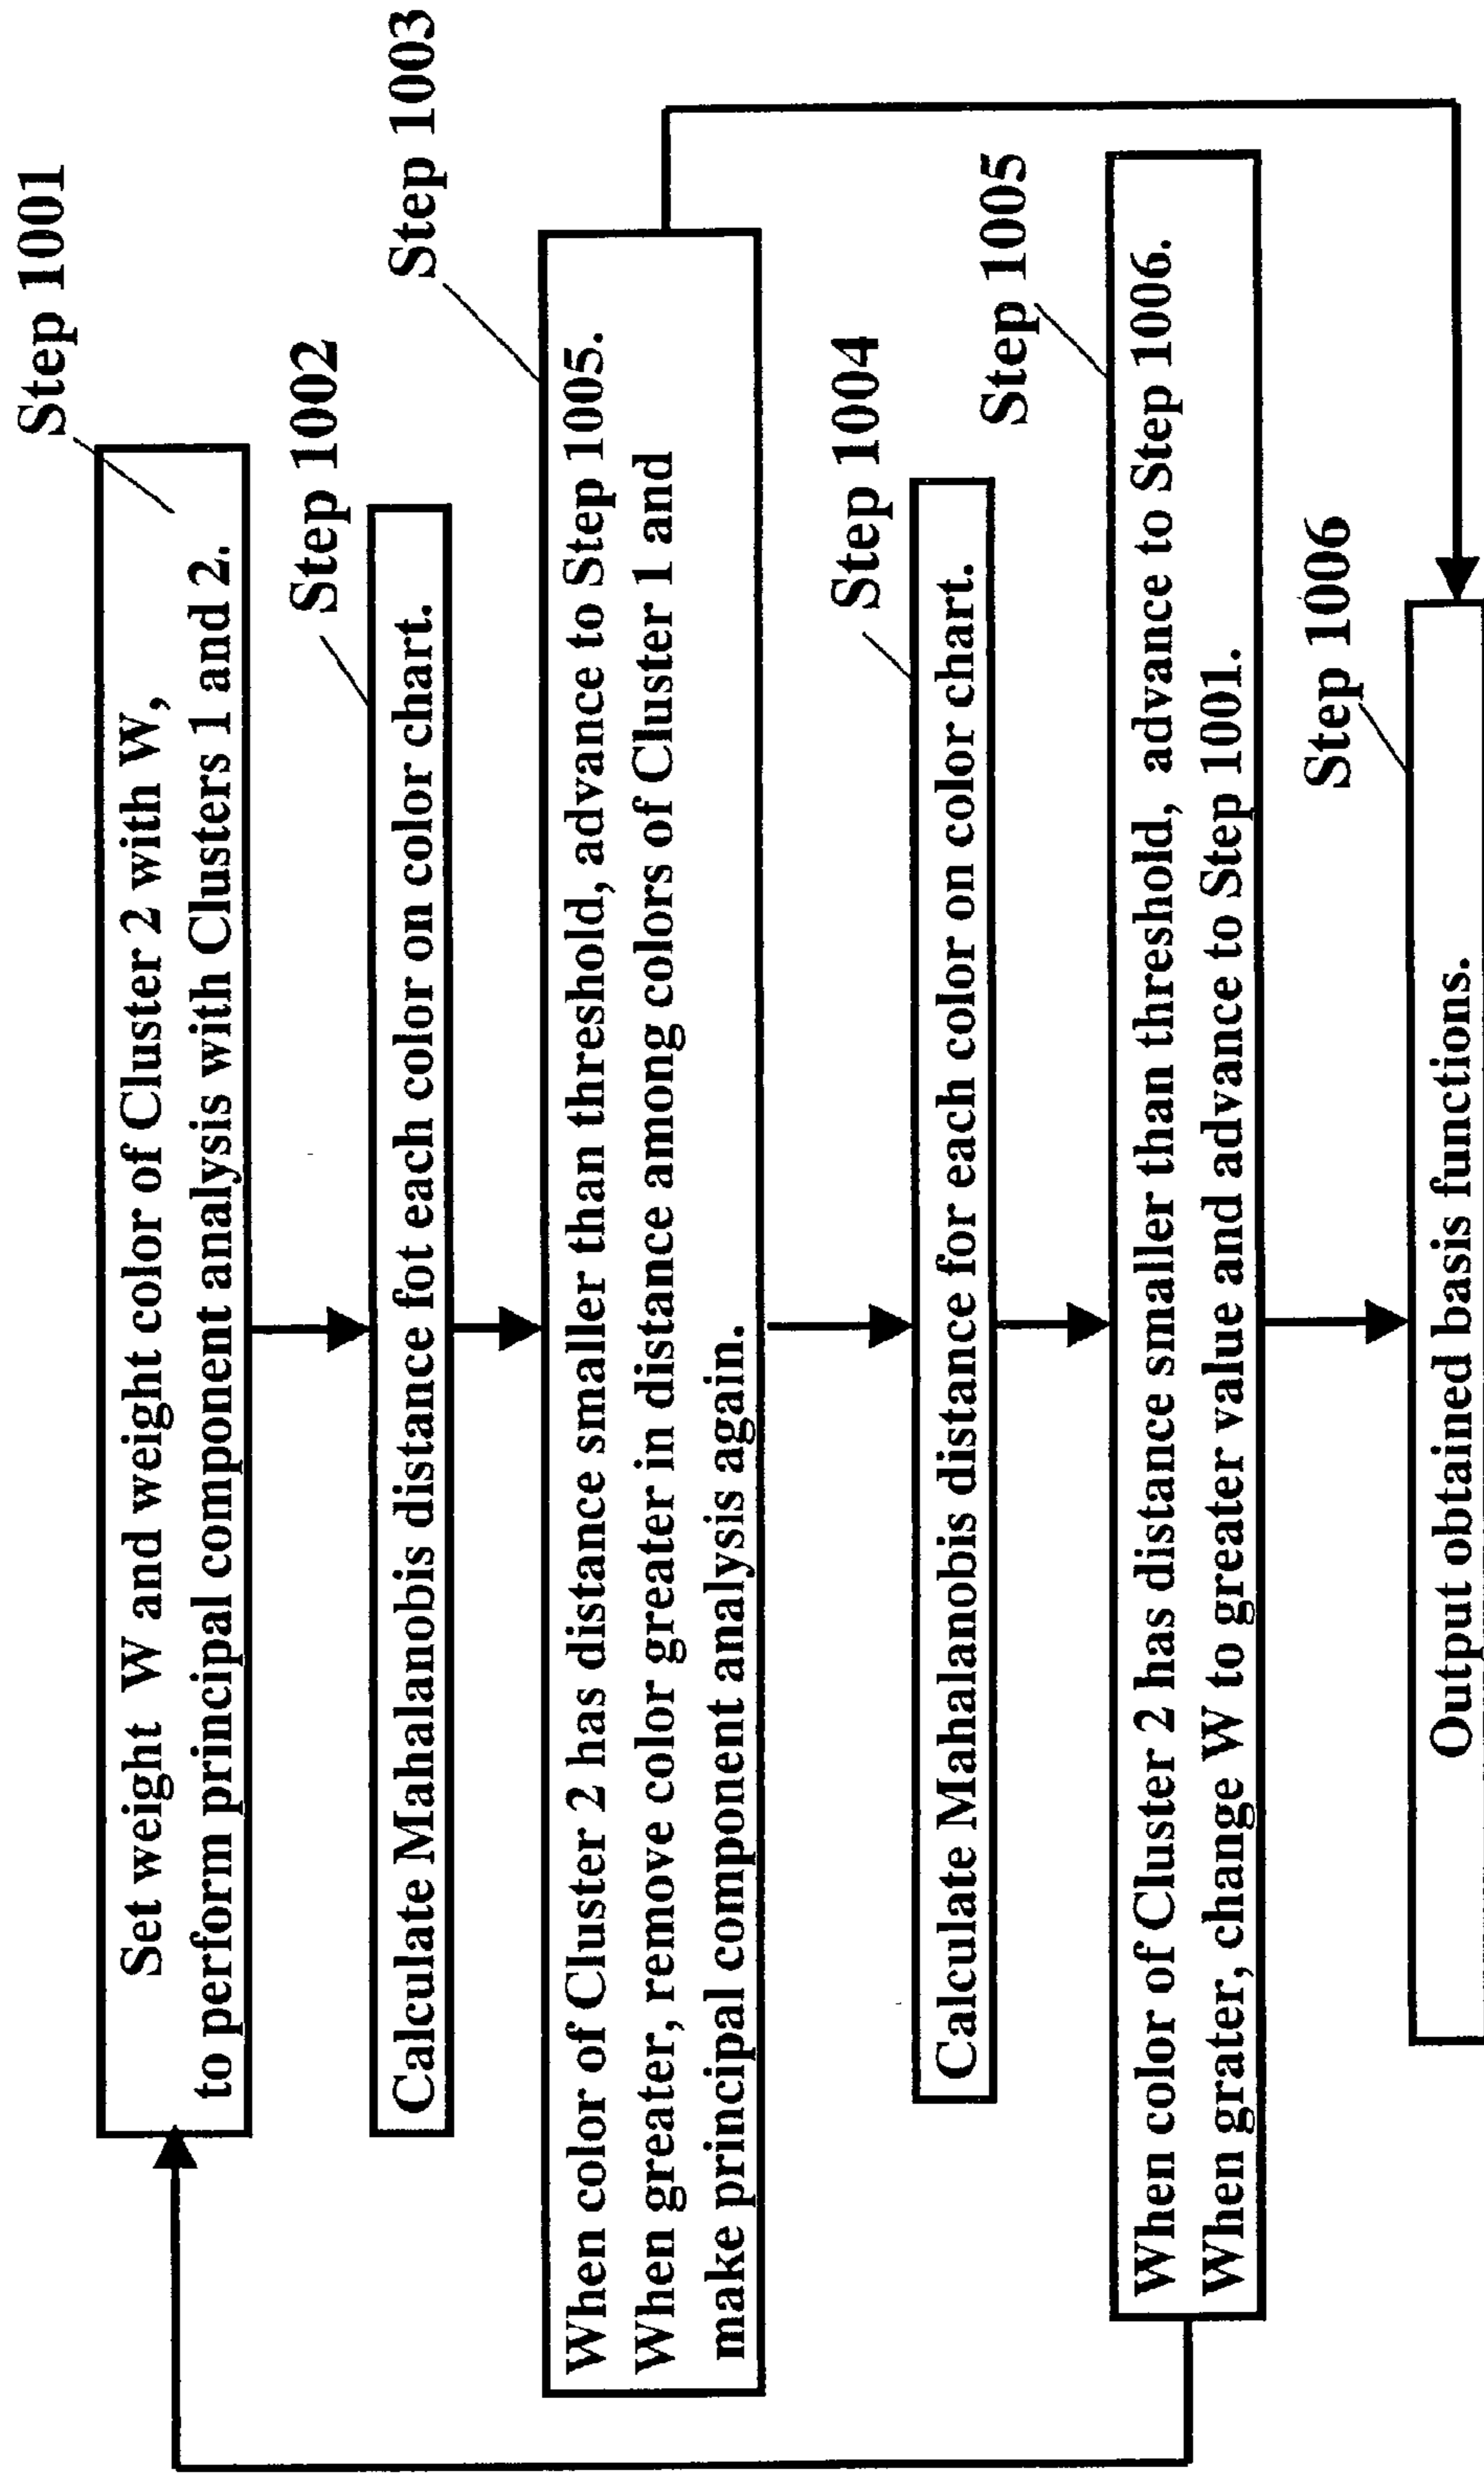 Step 1001
Set weight W and weight color of Cluster 2 with W,
to perform principal component analysis with Clusters 1 and 2.
Step 1002
Calculate Mahalanobis distance fot each color on color chart.
Step 1003
When color of Cluster 2 has distance smaller than threshold, advance to Step 1005.
When greater, remove color greater in distance among colors of Cluster 1 and
make principal component analysis again.
Step 1004
Calculate Mahalanobis distance for each color on color chart.
Step 1005
When color of Cluster 2 has distance smaller than threshold, advance to Step 1006.
When grater, change W to greater value and advance to Step 1001.
Step 1006
Output obtained basis functions.